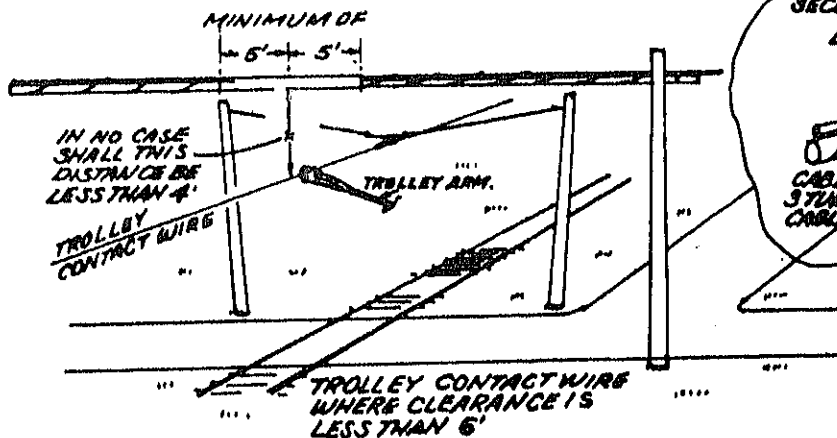 MINIMUM OF
6' 5'
IN NO CASE
SHALL THIS
DISTANCE BE
LESS THAN 4'
TROLLEY ARM.
TROLLEY
CONTACT WIRE
TROLLEY CONTACT WIRE
WHERE CLEARANCE IS
LESS THAN 6'